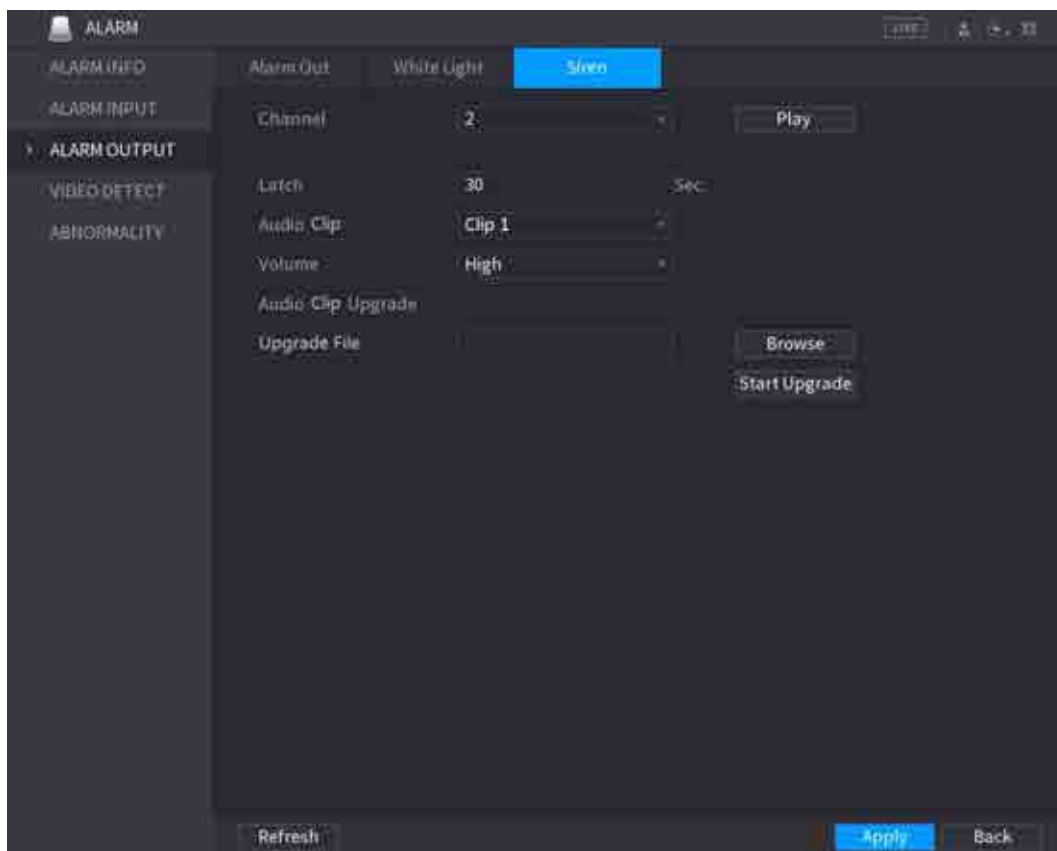 ALARM
LIVE
ALARM INFO
Alarm Out White Light Siren
ALARM INPUT
Channel 2 Play
ALARM OUTPUT
VIDEO DETECT
Latch 30 Sec.
Audio Clip Clip 1
ABNORMALITY
Volume High
Audio Clip Upgrade
Upgrade File Browse
Start Upgrade
Refresh Apply Back